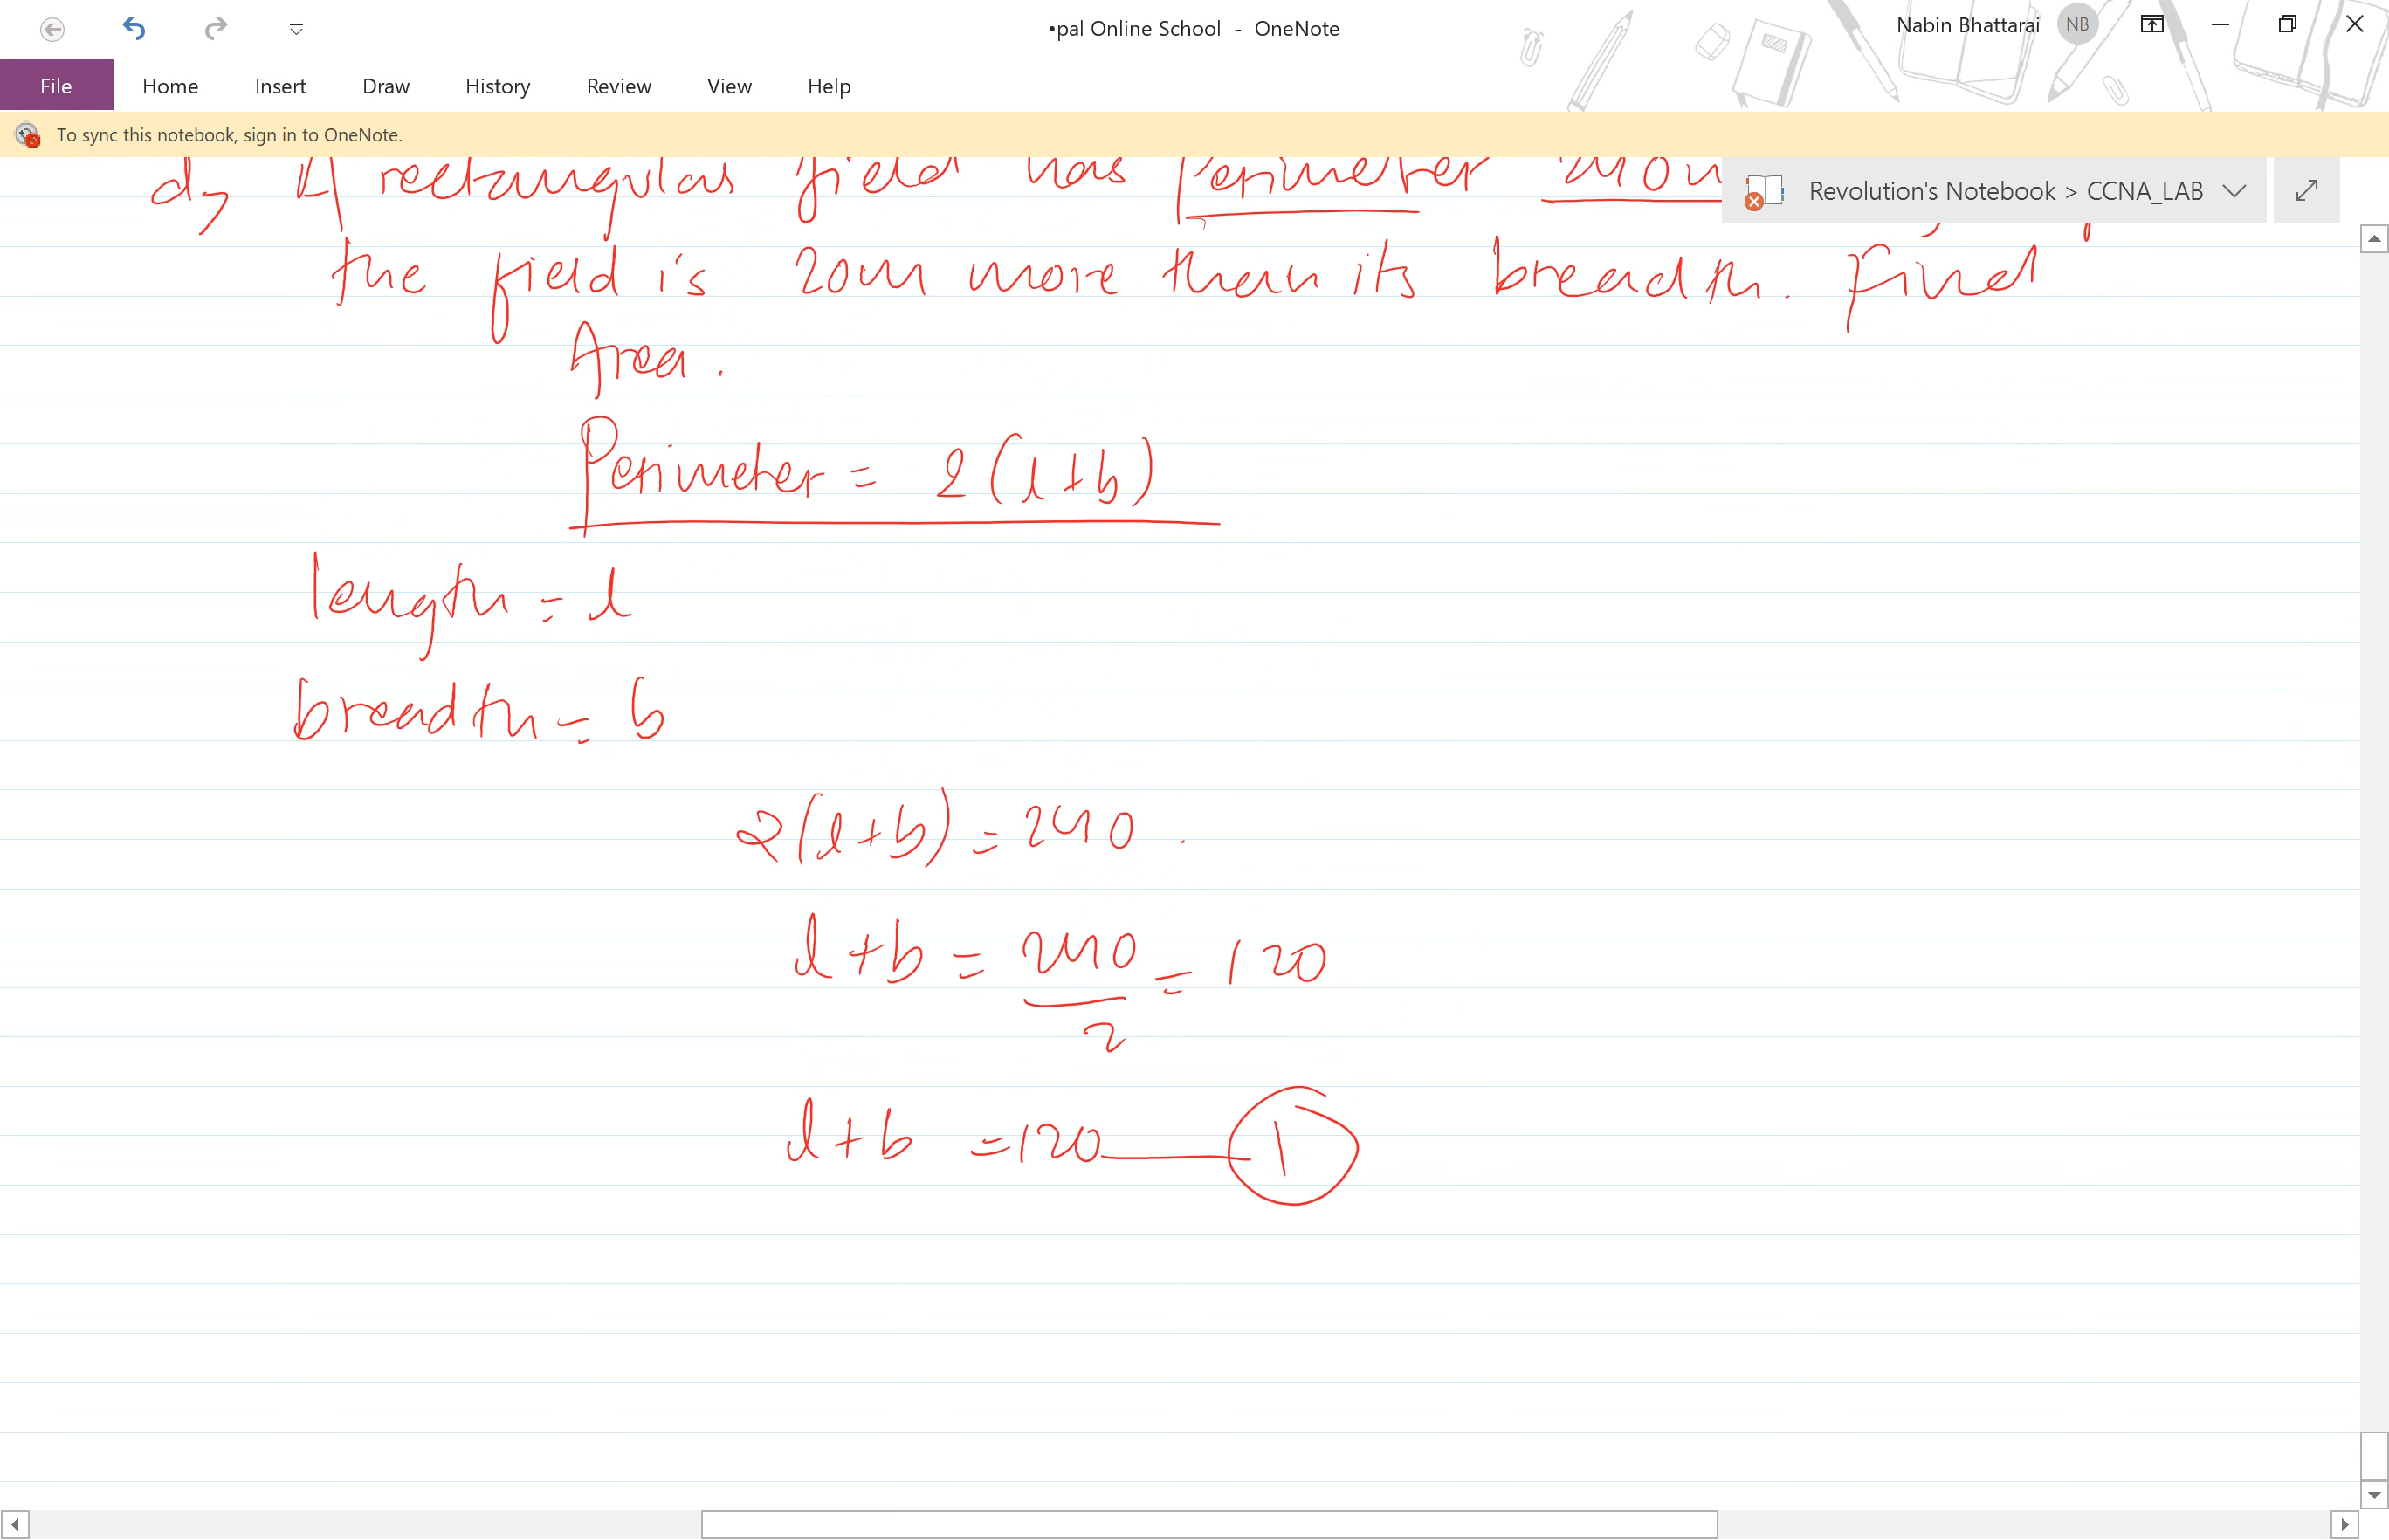 •pal Online School - OneNote
Nabin Bhattarai NB
File Home Insert Draw History Review View Help
To sync this notebook, sign in to OneNote.
Revolution's Notebook > CCNA_LAB
d, A rectangular field has Perimeter 240m
the field is 20m more than its breadth. Find
Area.
Perimeter = 2(l+b)
length = l
breadth = b
2(l+b) = 240.
l+b = 240/2 = 120
l+b = 120 1